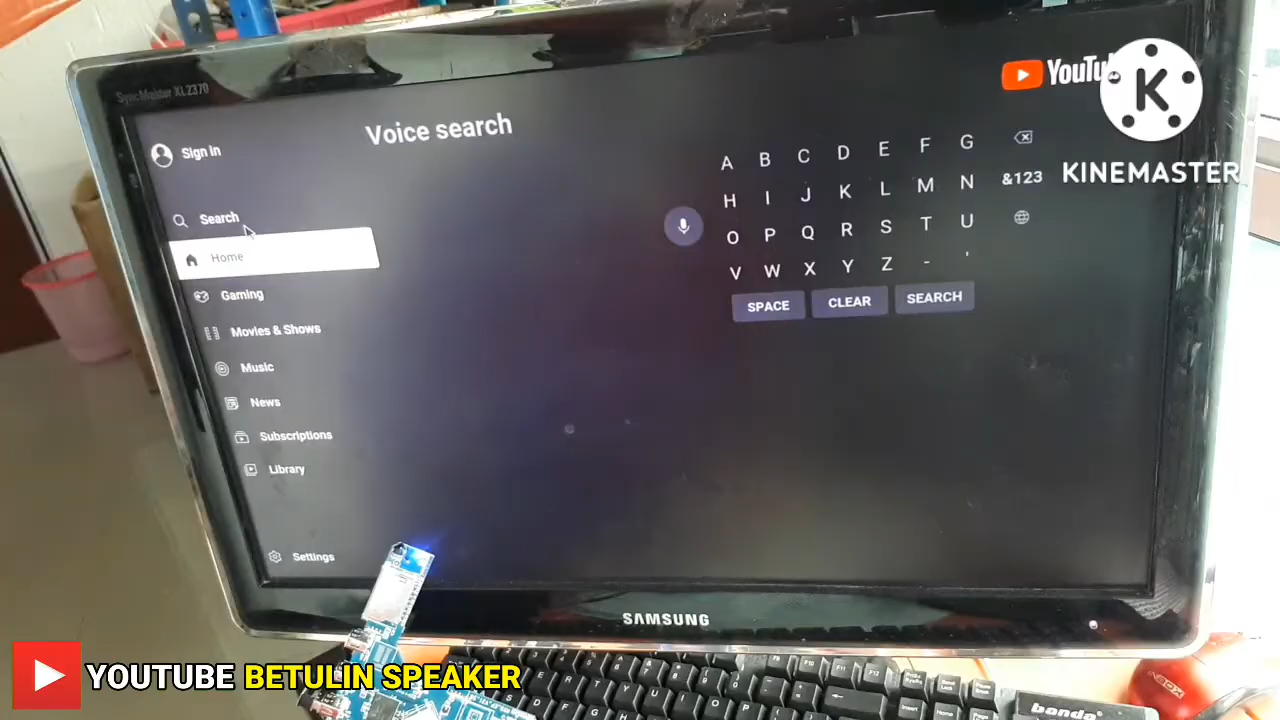 SyncMaster XL2370
YouTube
K
KINEMASTER
Sign in
Voice search
Search
Home
Gaming
Movies & Shows
Music
News
Subscriptions
Library
Settings
A B C D E F G
H I J K L M N &123
O P Q R S T U
V W X Y Z - '
SPACE CLEAR SEARCH
SAMSUNG
YOUTUBE BETULIN SPEAKER
banda